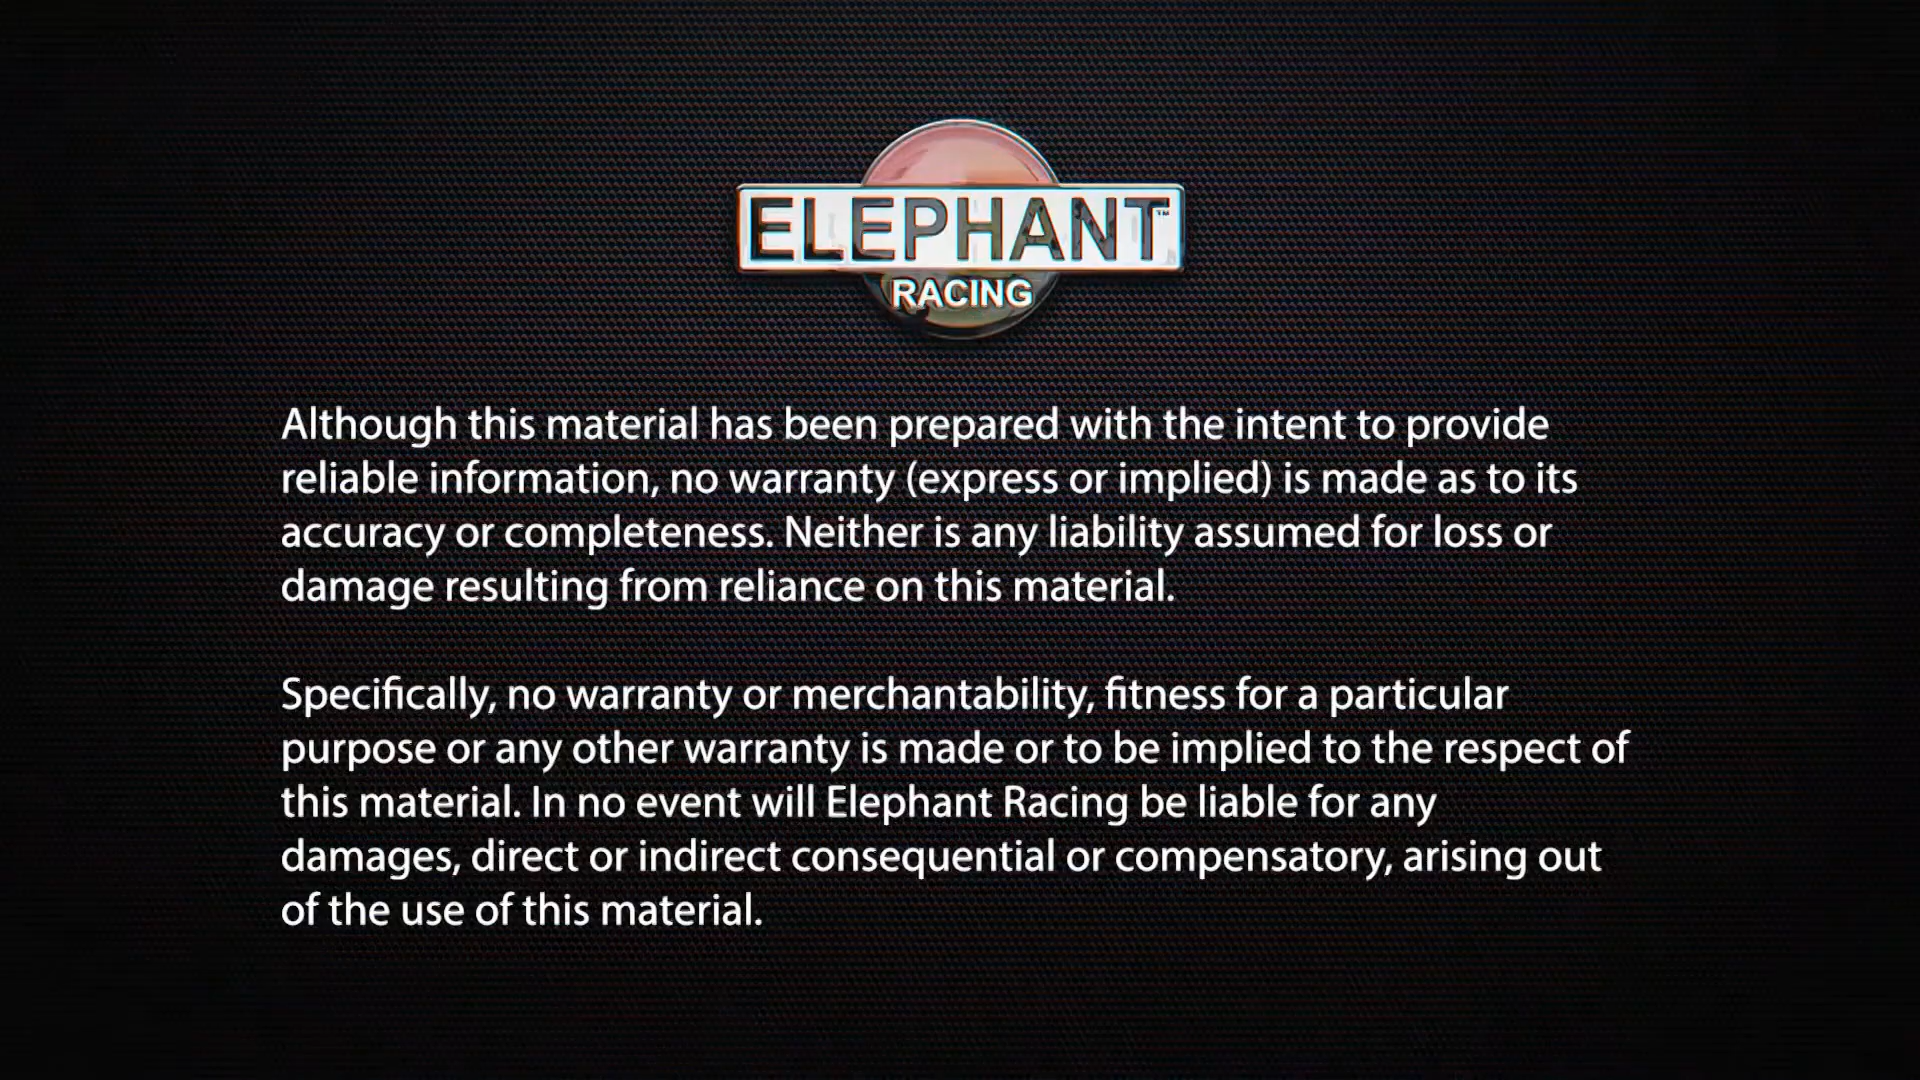 ELEPHANT™
RACING
Although this material has been prepared with the intent to provide
reliable information, no warranty (express or implied) is made as to its
accuracy or completeness. Neither is any liability assumed for loss or
damage resulting from reliance on this material.
Specifically, no warranty or merchantability, fitness for a particular
purpose or any other warranty is made or to be implied to the respect of
this material. In no event will Elephant Racing be liable for any
damages, direct or indirect consequential or compensatory, arising out
of the use of this material.